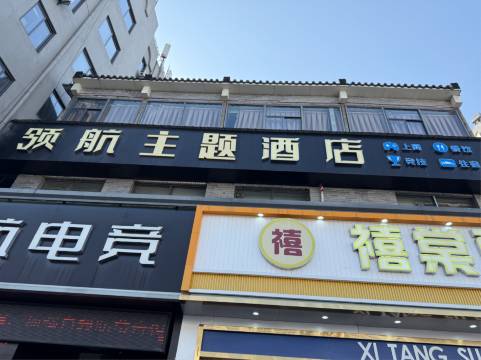 领航主题酒店
上网 餐饮
竞技 住宿
航电竞
禧 禧棠
XI TANG SU